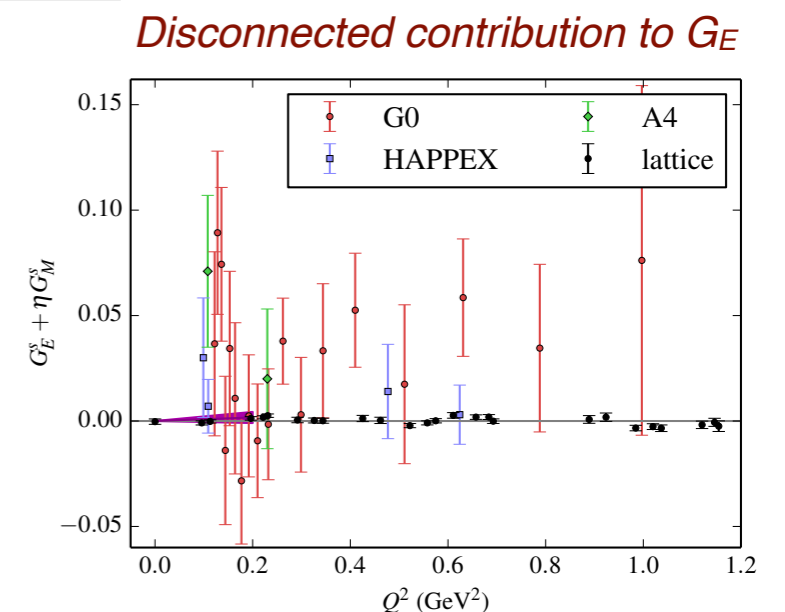 Disconnected contribution to G_E
0.15
0.10
0.05
0.00
−0.05
G^s_E + ηG^s_M
G0
A4
HAPPEX
lattice
0.0 0.2 0.4 0.6 0.8 1.0 1.2
Q² (GeV²)